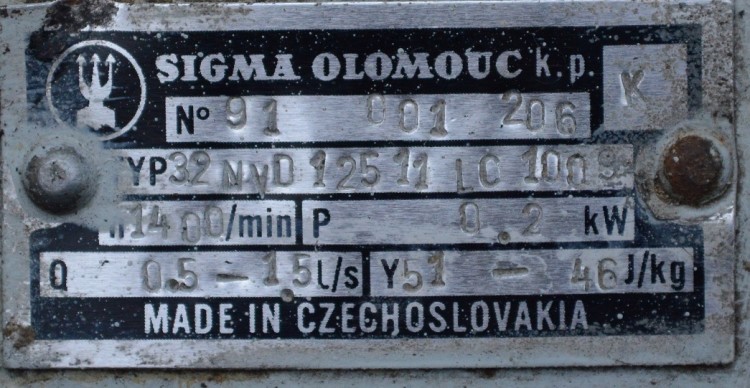 SIGMA OLOMOUC k.p.
K
Nº 91 001 206
TYP 32 NVD 125 11 LC 1009
n 1400/min P 0.2 kW
Q 0.5 - 1.5 l/s Y 51 - 46 J/kg
MADE IN CZECHOSLOVAKIA